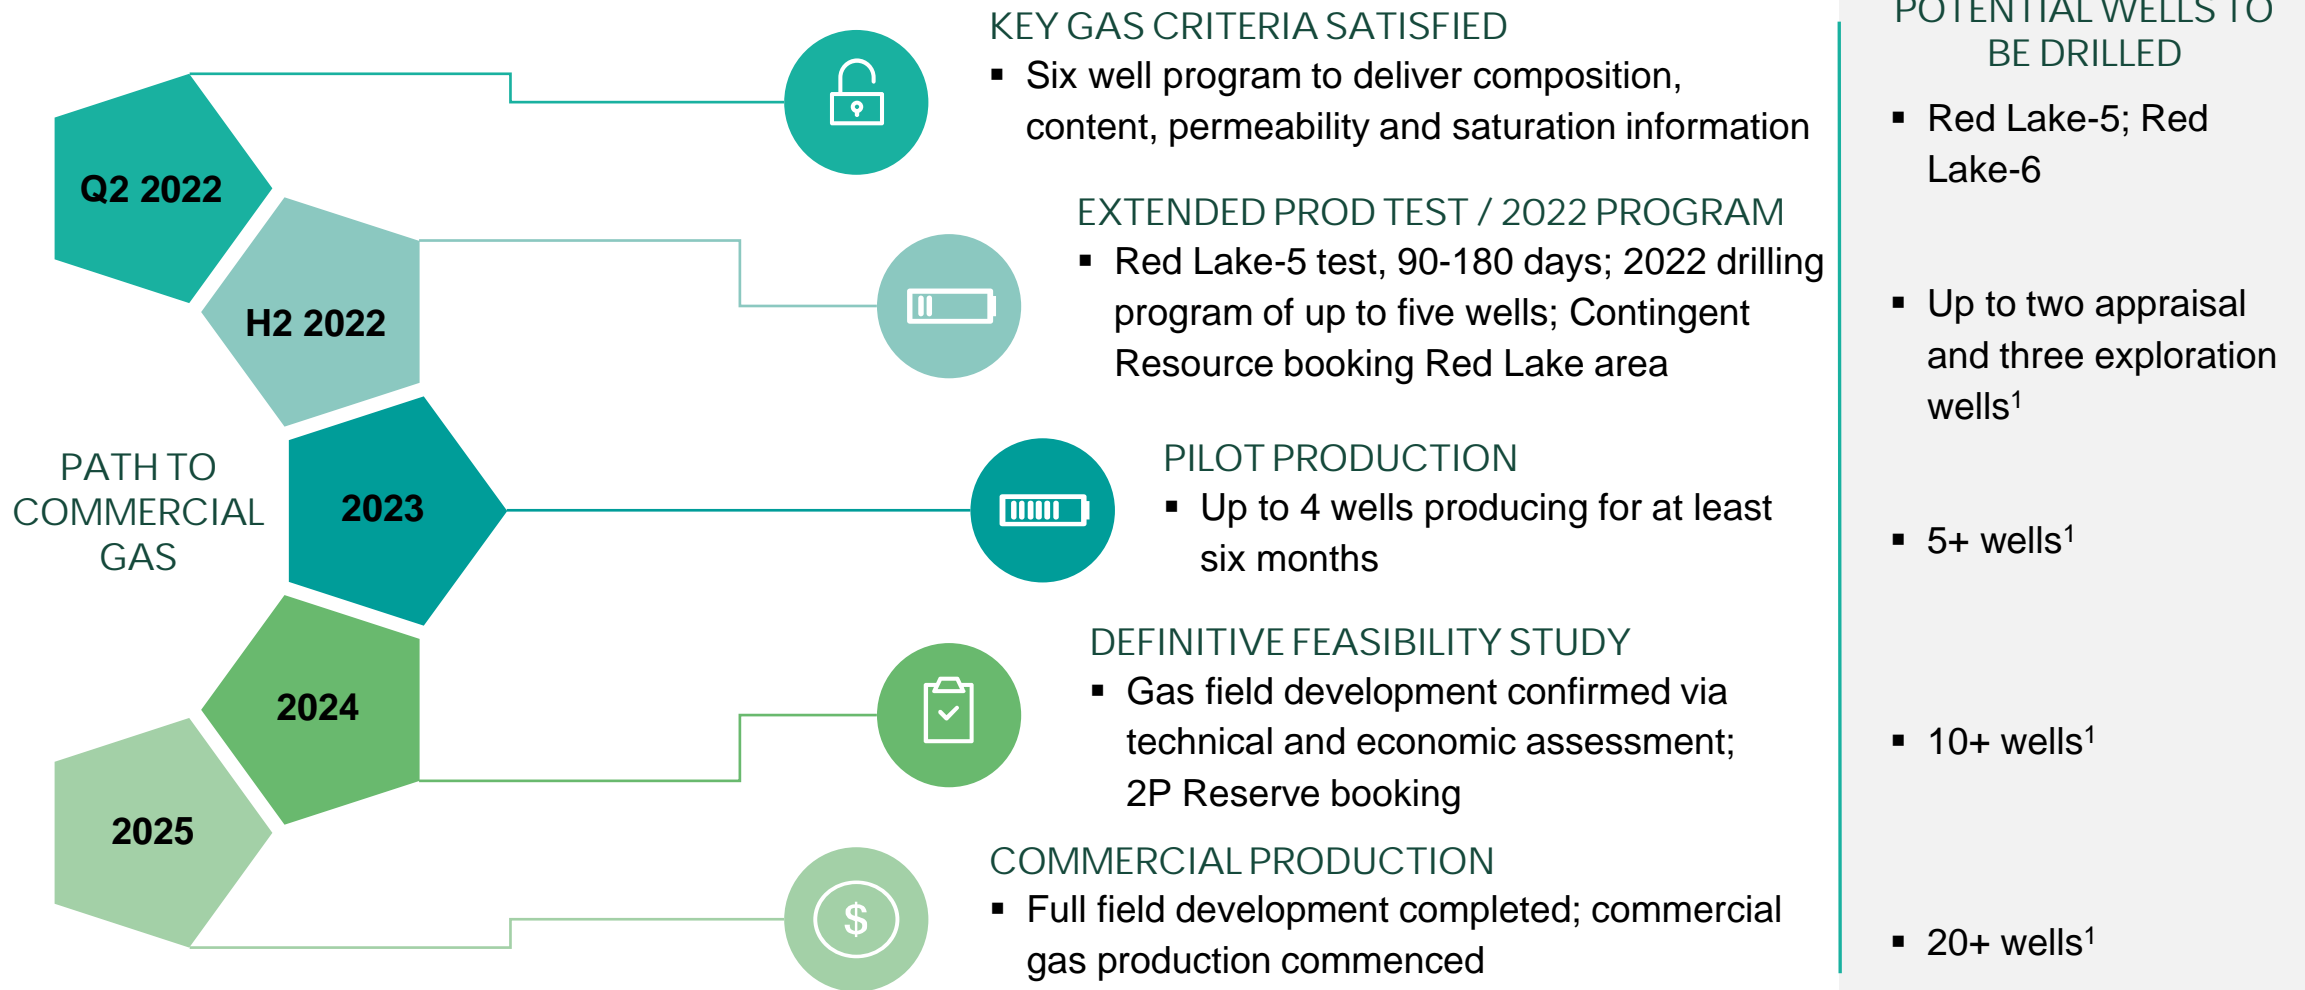 PATH TO
COMMERCIAL
GAS
Q2 2022
KEY GAS CRITERIA SATISFIED
▪ Six well program to deliver composition,
content, permeability and saturation information
H2 2022
EXTENDED PROD TEST / 2022 PROGRAM
▪ Red Lake-5 test, 90-180 days; 2022 drilling
program of up to five wells; Contingent
Resource booking Red Lake area
2023
PILOT PRODUCTION
▪ Up to 4 wells producing for at least
six months
2024
DEFINITIVE FEASIBILITY STUDY
▪ Gas field development confirmed via
technical and economic assessment;
2P Reserve booking
2025
$
COMMERCIAL PRODUCTION
▪ Full field development completed; commercial
gas production commenced
POTENTIAL WELLS TO
BE DRILLED
▪ Red Lake-5; Red
Lake-6
▪ Up to two appraisal
and three exploration
wells¹
▪ 5+ wells¹
▪ 10+ wells¹
▪ 20+ wells¹